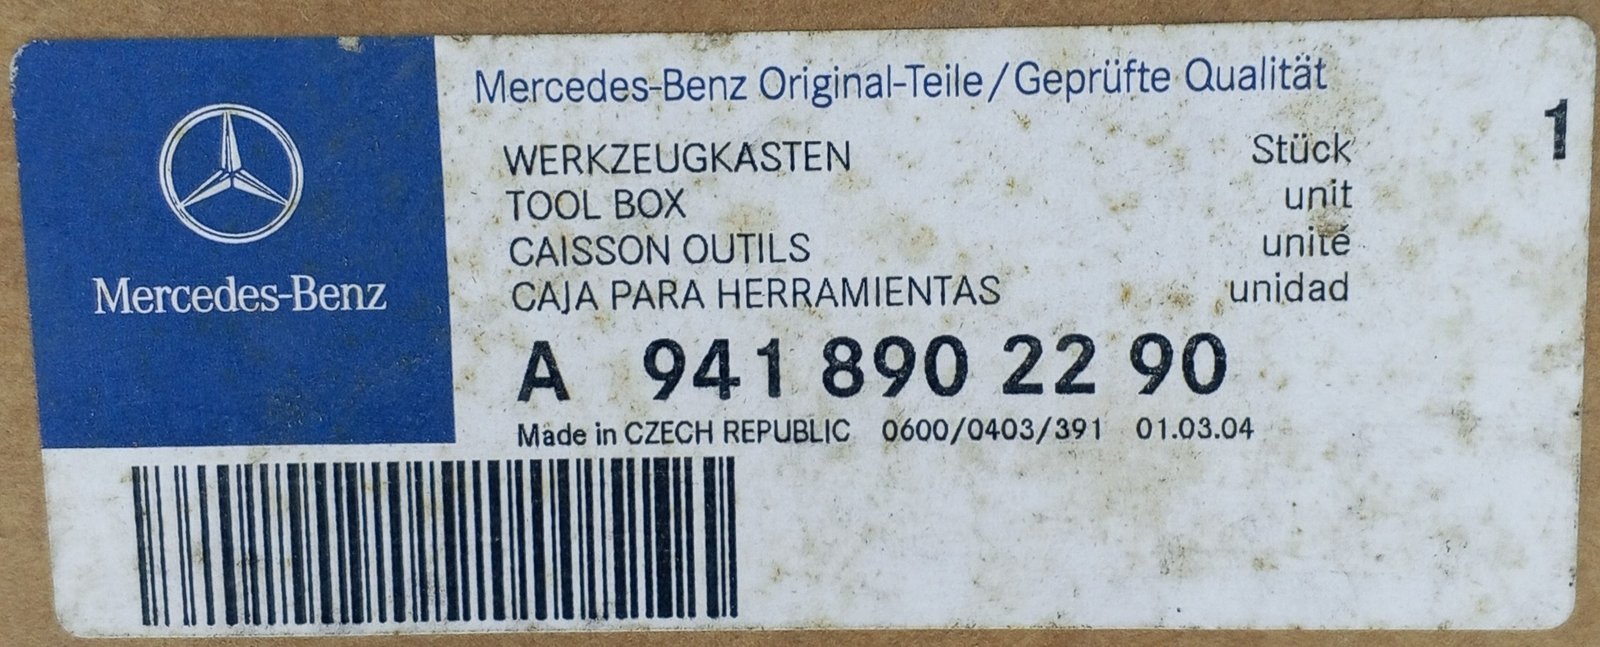 Mercedes-Benz
Mercedes-Benz Original-Teile/Geprüfte Qualität
WERKZEUGKASTEN Stück 1
TOOL BOX unit
CAISSON OUTILS unité
CAJA PARA HERRAMIENTAS unidad
A 941 890 22 90
Made in CZECH REPUBLIC 0600/0403/391 01.03.04